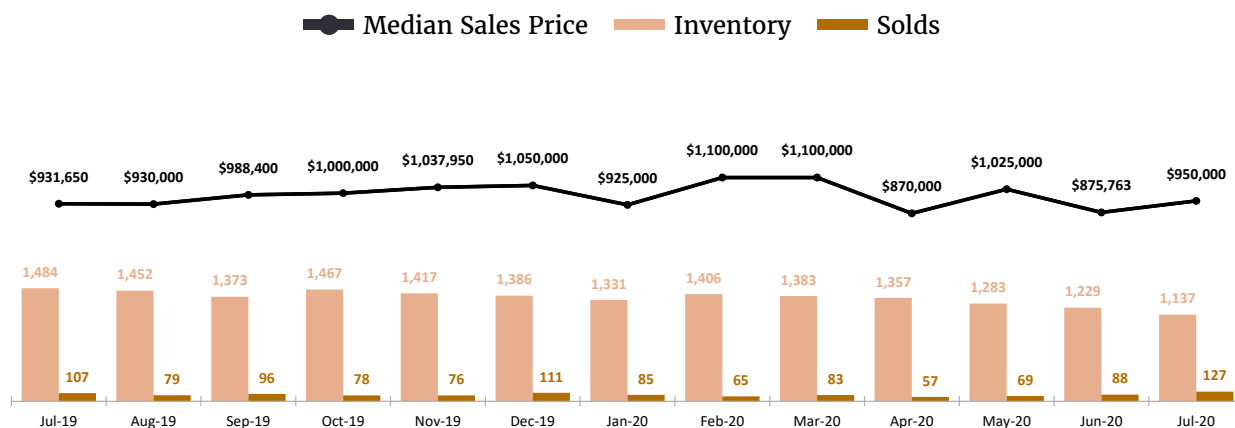 Median Sales Price Inventory Solds
$931,650 $930,000 $988,400 $1,000,000 $1,037,950 $1,050,000 $925,000 $1,100,000 $1,100,000 $870,000 $1,025,000 $875,763 $950,000
1,484 1,452 1,373 1,467 1,417 1,386 1,331 1,406 1,383 1,357 1,283 1,229 1,137
107 79 96 78 76 111 85 65 83 57 69 88 127
Jul-19 Aug-19 Sep-19 Oct-19 Nov-19 Dec-19 Jan-20 Feb-20 Mar-20 Apr-20 May-20 Jun-20 Jul-20